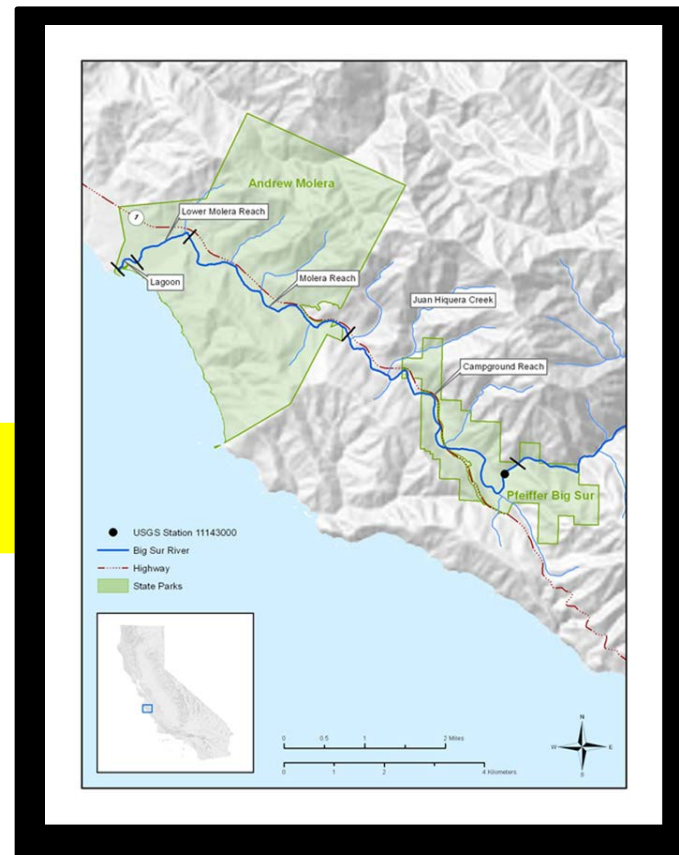 Andrew Molera
Lower Molera Reach
1
Lagoon
Molera Reach
Juan Hiquera Creek
Campground Reach
Pfeiffer Big Sur
USGS Station 11143000
Big Sur River
Highway
State Parks
0 0.5 1 2 Miles
0 1 2 4 Kilometers
N
W E
S